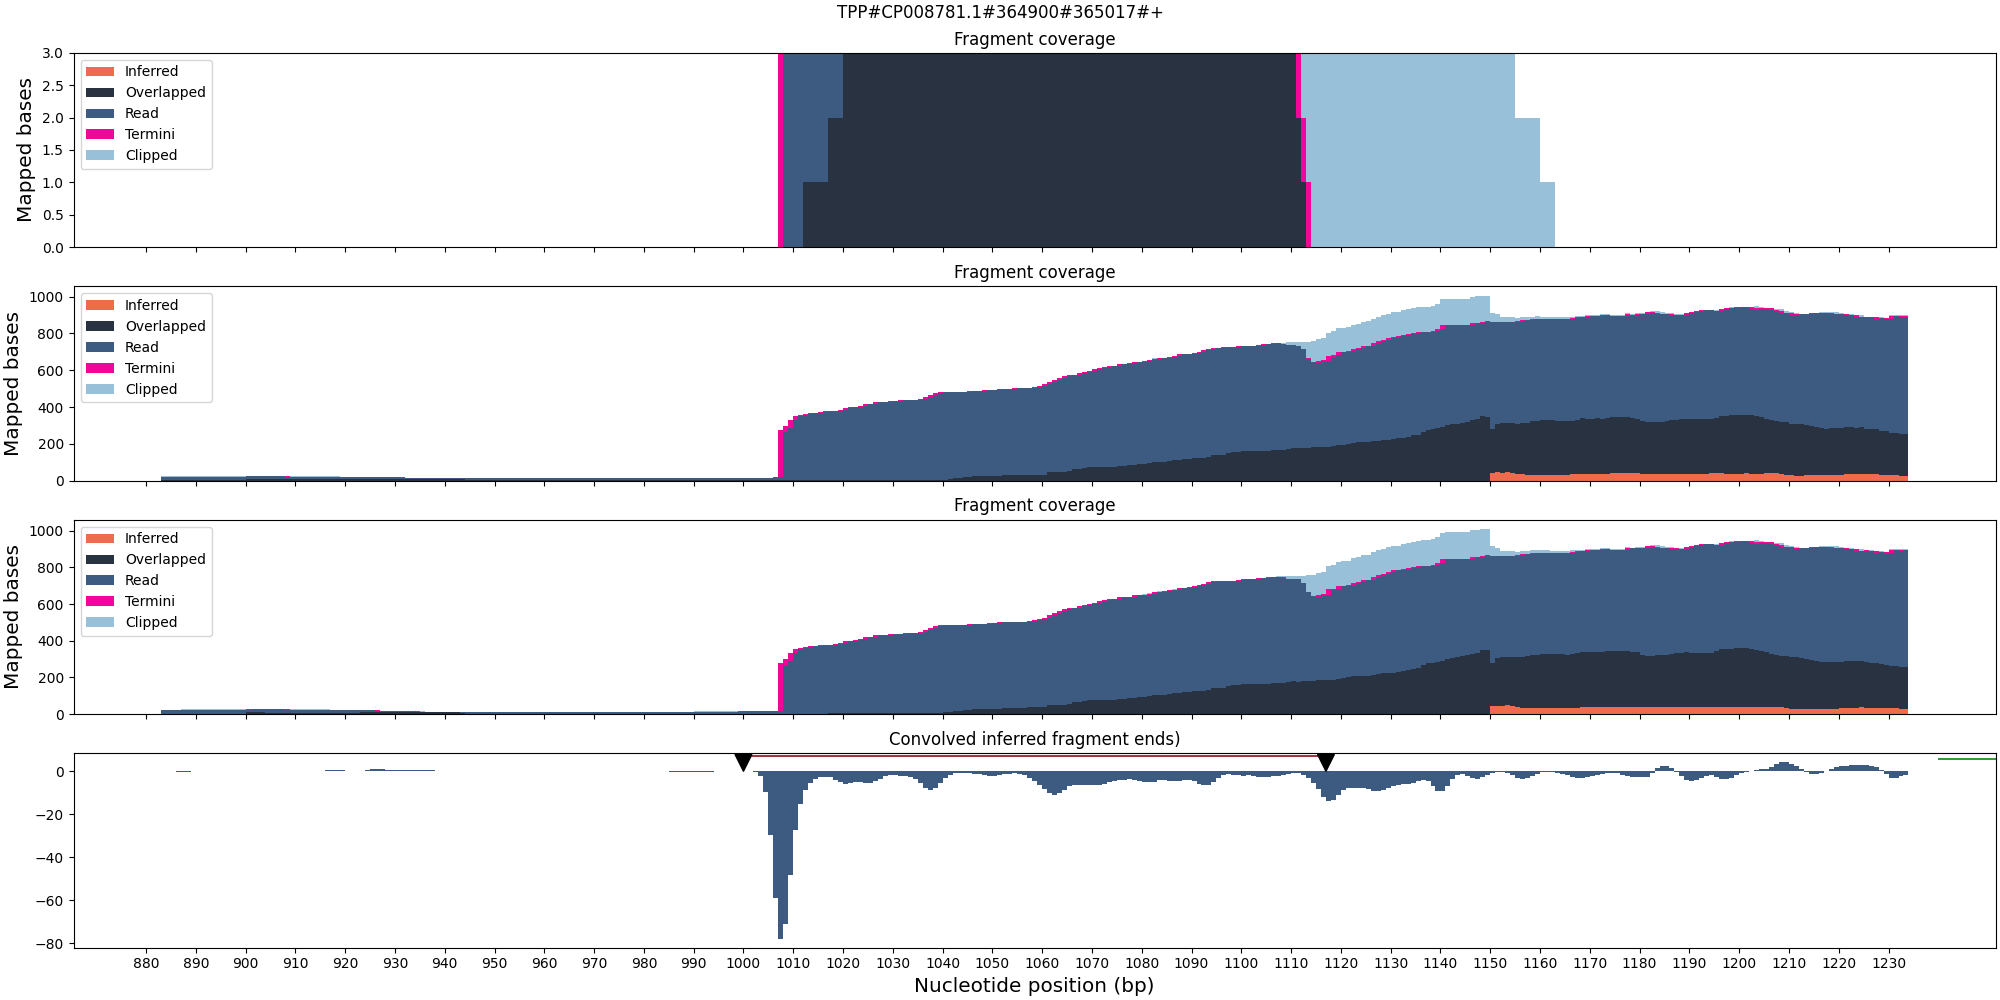 TPP#CP008781.1#364900#365017#+
Fragment coverage
Mapped bases
3.0
2.5
2.0
1.5
1.0
0.5
0.0
Inferred
Overlapped
Read
Termini
Clipped
Fragment coverage
Mapped bases
1000
800
600
400
200
0
Inferred
Overlapped
Read
Termini
Clipped
Fragment coverage
Mapped bases
1000
800
600
400
200
0
Inferred
Overlapped
Read
Termini
Clipped
Convolved inferred fragment ends)
0
−20
−40
−60
−80
880 890 900 910 920 930 940 950 960 970 980 990 1000 1010 1020 1030 1040 1050 1060 1070 1080 1090 1100 1110 1120 1130 1140 1150 1160 1170 1180 1190 1200 1210 1220 1230
Nucleotide position (bp)